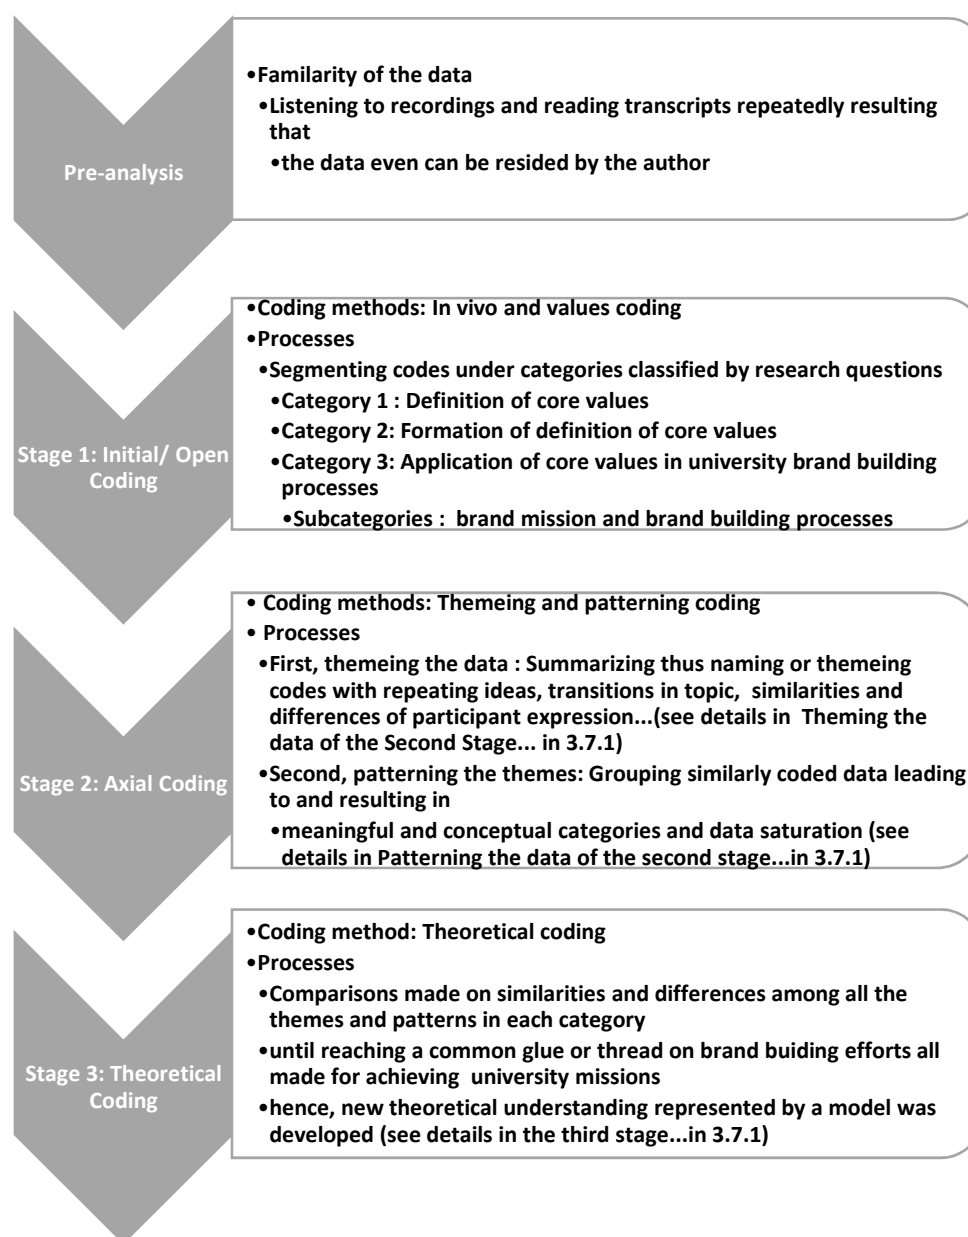 Pre-analysis
•Familarity of the data
•Listening to recordings and reading transcripts repeatedly resulting
that
•the data even can be resided by the author
Stage 1: Initial/ Open
Coding
•Coding methods: In vivo and values coding
•Processes
•Segmenting codes under categories classified by research questions
•Category 1 : Definition of core values
•Category 2: Formation of definition of core values
•Category 3: Application of core values in university brand building
processes
•Subcategories :  brand mission and brand building processes
Stage 2: Axial Coding
• Coding methods: Themeing and patterning coding
• Processes
•First, themeing the data : Summarizing thus naming or themeing
codes with repeating ideas, transitions in topic,  similarities and
differences of participant expression...(see details in  Theming the
data of the Second Stage... in 3.7.1)
•Second, patterning the themes: Grouping similarly coded data leading
to and resulting in
•meaningful and conceptual categories and data saturation (see
details in Patterning the data of the second stage...in 3.7.1)
Stage 3: Theoretical
Coding
•Coding method: Theoretical coding
•Processes
•Comparisons made on similarities and differences among all the
themes and patterns in each category
•until reaching a common glue or thread on brand buiding efforts all
made for achieving  university missions
•hence, new theoretical understanding represented by a model was
developed (see details in the third stage...in 3.7.1)